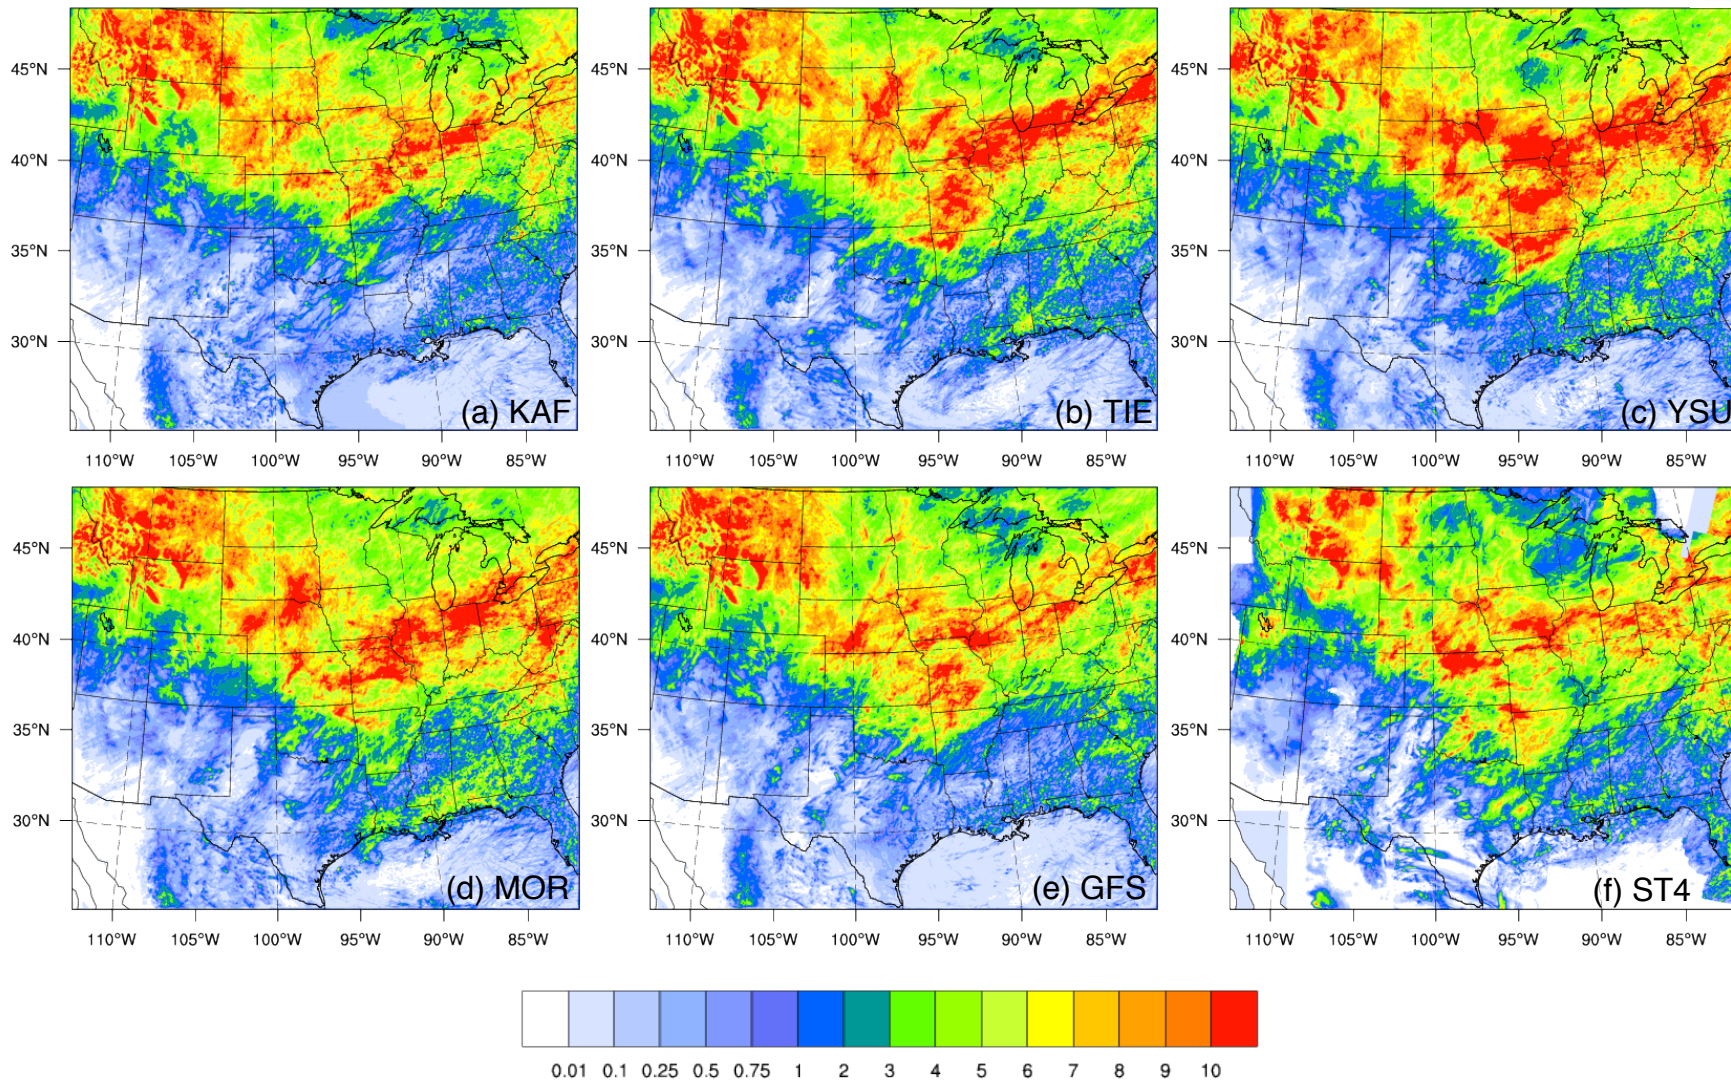 45°N
40°N
35°N
30°N
(a) KAF
110°W 105°W 100°W 95°W 90°W 85°W
45°N
40°N
35°N
30°N
(b) TIE
110°W 105°W 100°W 95°W 90°W 85°W
45°N
40°N
35°N
30°N
(c) YSU
110°W 105°W 100°W 95°W 90°W 85°W
45°N
40°N
35°N
30°N
(d) MOR
110°W 105°W 100°W 95°W 90°W 85°W
45°N
40°N
35°N
30°N
(e) GFS
110°W 105°W 100°W 95°W 90°W 85°W
45°N
40°N
35°N
30°N
(f) ST4
110°W 105°W 100°W 95°W 90°W 85°W
0.01 0.1 0.25 0.5 0.75 1 2 3 4 5 6 7 8 9 10